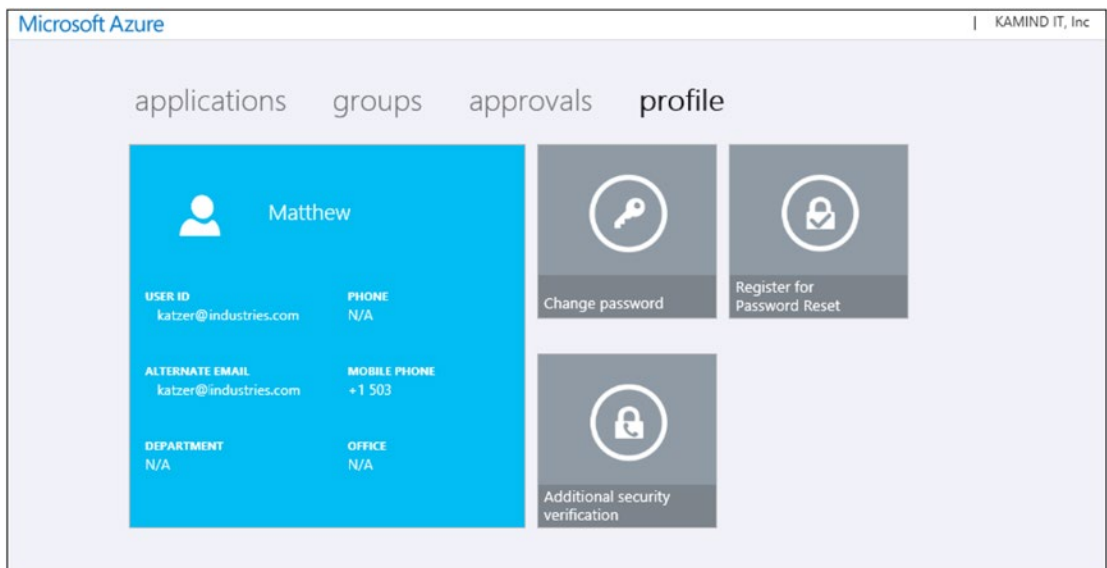 Microsoft Azure
| KAMIND IT, Inc
applications groups approvals profile
Matthew
USER ID
katzer@industries.com
PHONE
N/A
ALTERNATE EMAIL
katzer@industries.com
MOBILE PHONE
+1 503
DEPARTMENT
N/A
OFFICE
N/A
Change password
Register for
Password Reset
Additional security
verification